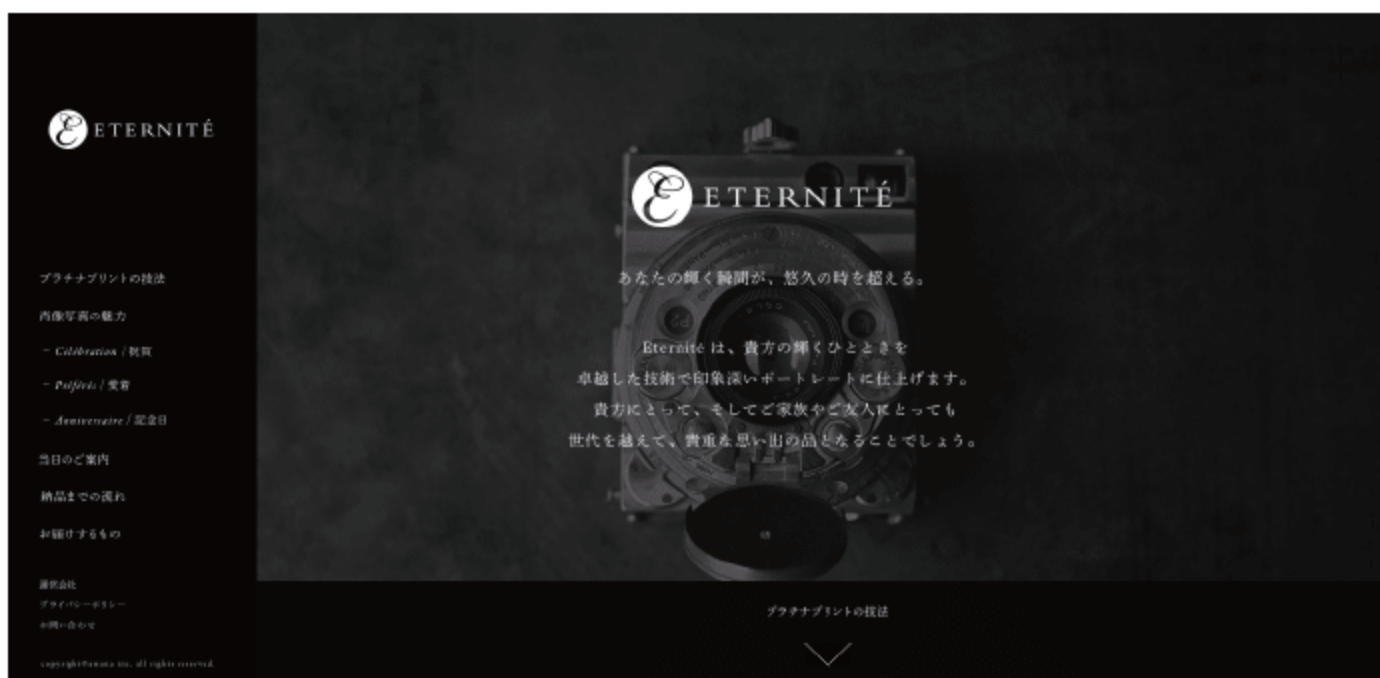 ETERNITÉ
プラチナプリントの技法
肖像写真の魅力
− Célébration / 祝賀
− Préférés / 愛着
− Anniversaire / 記念日
当日のご案内
納品までの流れ
お届けするもの
運営会社
プライバシーポリシー
お問い合わせ
copyright©amana inc. all rights reserved.
ETERNITÉ
あなたの輝く瞬間が、悠久の時を超える。
Eternité は、貴方の輝くひとときを
卓越した技術で印象深いポートレートに仕上げます。
貴方にとって、そしてご家族やご友人にとっても
世代を越えて、貴重な思い出の品となることでしょう。
プラチナプリントの技法